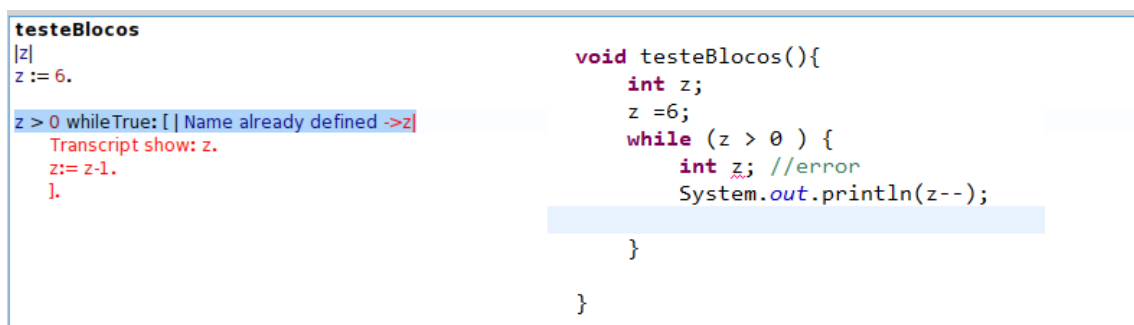 testeBlocos
|z|
z := 6.
z > 0 whileTrue: [ | Name already defined ->z|
Transcript show: z.
z:= z-1.
].
void testeBlocos(){
int z;
z =6;
while (z > 0 ) {
int z; //error
System.out.println(z--);
}
}